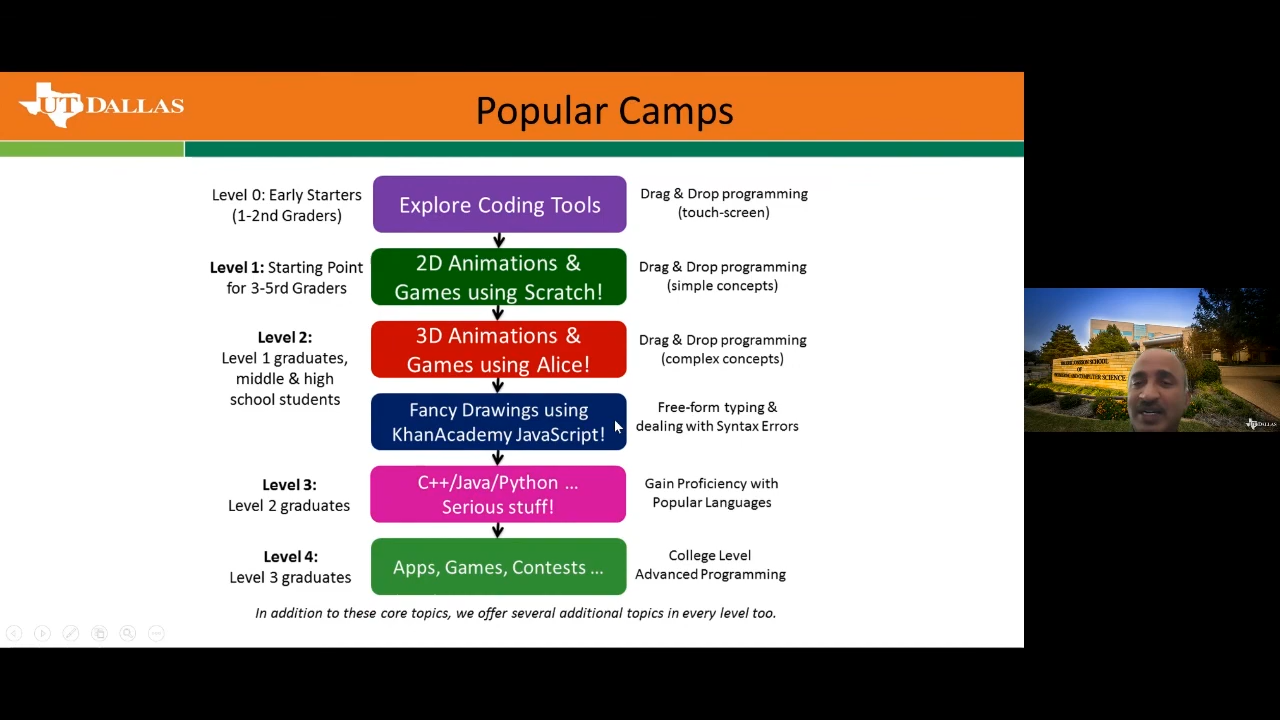 UT DALLAS
Popular Camps
Level 0: Early Starters
(1-2nd Graders)
Explore Coding Tools
Drag & Drop programming
(touch-screen)
Level 1: Starting Point
for 3-5rd Graders
2D Animations &
Games using Scratch!
Drag & Drop programming
(simple concepts)
Level 2:
Level 1 graduates,
middle & high
school students
3D Animations &
Games using Alice!
Drag & Drop programming
(complex concepts)
Fancy Drawings using
KhanAcademy JavaScript!
Free-form typing &
dealing with Syntax Errors
Level 3:
Level 2 graduates
C++/Java/Python ...
Serious stuff!
Gain Proficiency with
Popular Languages
Level 4:
Level 3 graduates
Apps, Games, Contests ...
College Level
Advanced Programming
In addition to these core topics, we offer several additional topics in every level too.
SCHOOL
OF
COMPUTER SCIENCE